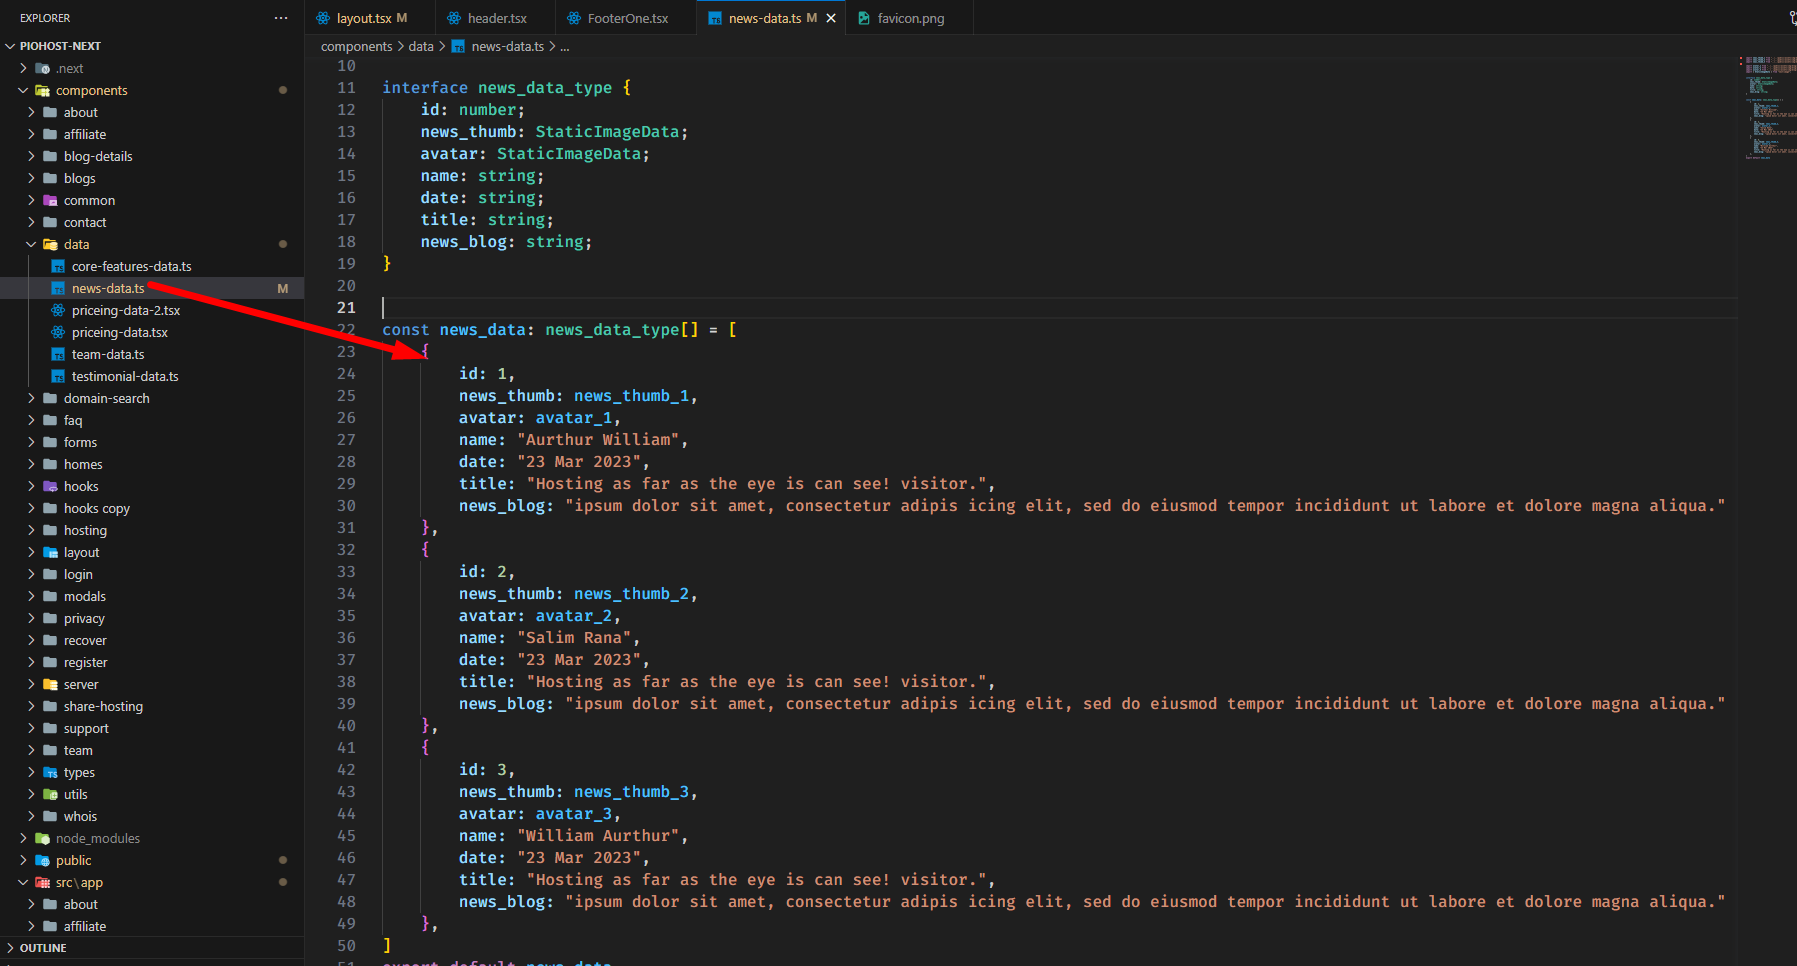 EXPLORER
PIOHOST-NEXT
.next
components
about
affiliate
blog-details
blogs
common
contact
data
core-features-data.ts
news-data.ts M
priceing-data-2.tsx
priceing-data.tsx
team-data.ts
testimonial-data.ts
domain-search
faq
forms
homes
hooks
hooks copy
hosting
layout
login
modals
privacy
recover
register
server
share-hosting
support
team
types
utils
whois
node_modules
public
src\app
about
affiliate
OUTLINE
layout.tsx M header.tsx FooterOne.tsx news-data.ts M favicon.png
components > data > news-data.ts > ...
10
11 interface news_data_type {
12 id: number;
13 news_thumb: StaticImageData;
14 avatar: StaticImageData;
15 name: string;
16 date: string;
17 title: string;
18 news_blog: string;
19 }
20
21
22 const news_data: news_data_type[] = [
23 {
24 id: 1,
25 news_thumb: news_thumb_1,
26 avatar: avatar_1,
27 name: "Aurthur William",
28 date: "23 Mar 2023",
29 title: "Hosting as far as the eye is can see! visitor.",
30 news_blog: "ipsum dolor sit amet, consectetur adipis icing elit, sed do eiusmod tempor incididunt ut labore et dolore magna aliqua."
31 },
32 {
33 id: 2,
34 news_thumb: news_thumb_2,
35 avatar: avatar_2,
36 name: "Salim Rana",
37 date: "23 Mar 2023",
38 title: "Hosting as far as the eye is can see! visitor.",
39 news_blog: "ipsum dolor sit amet, consectetur adipis icing elit, sed do eiusmod tempor incididunt ut labore et dolore magna aliqua."
40 },
41 {
42 id: 3,
43 news_thumb: news_thumb_3,
44 avatar: avatar_3,
45 name: "William Aurthur",
46 date: "23 Mar 2023",
47 title: "Hosting as far as the eye is can see! visitor.",
48 news_blog: "ipsum dolor sit amet, consectetur adipis icing elit, sed do eiusmod tempor incididunt ut labore et dolore magna aliqua."
49 },
50 ]
51 export default news_data